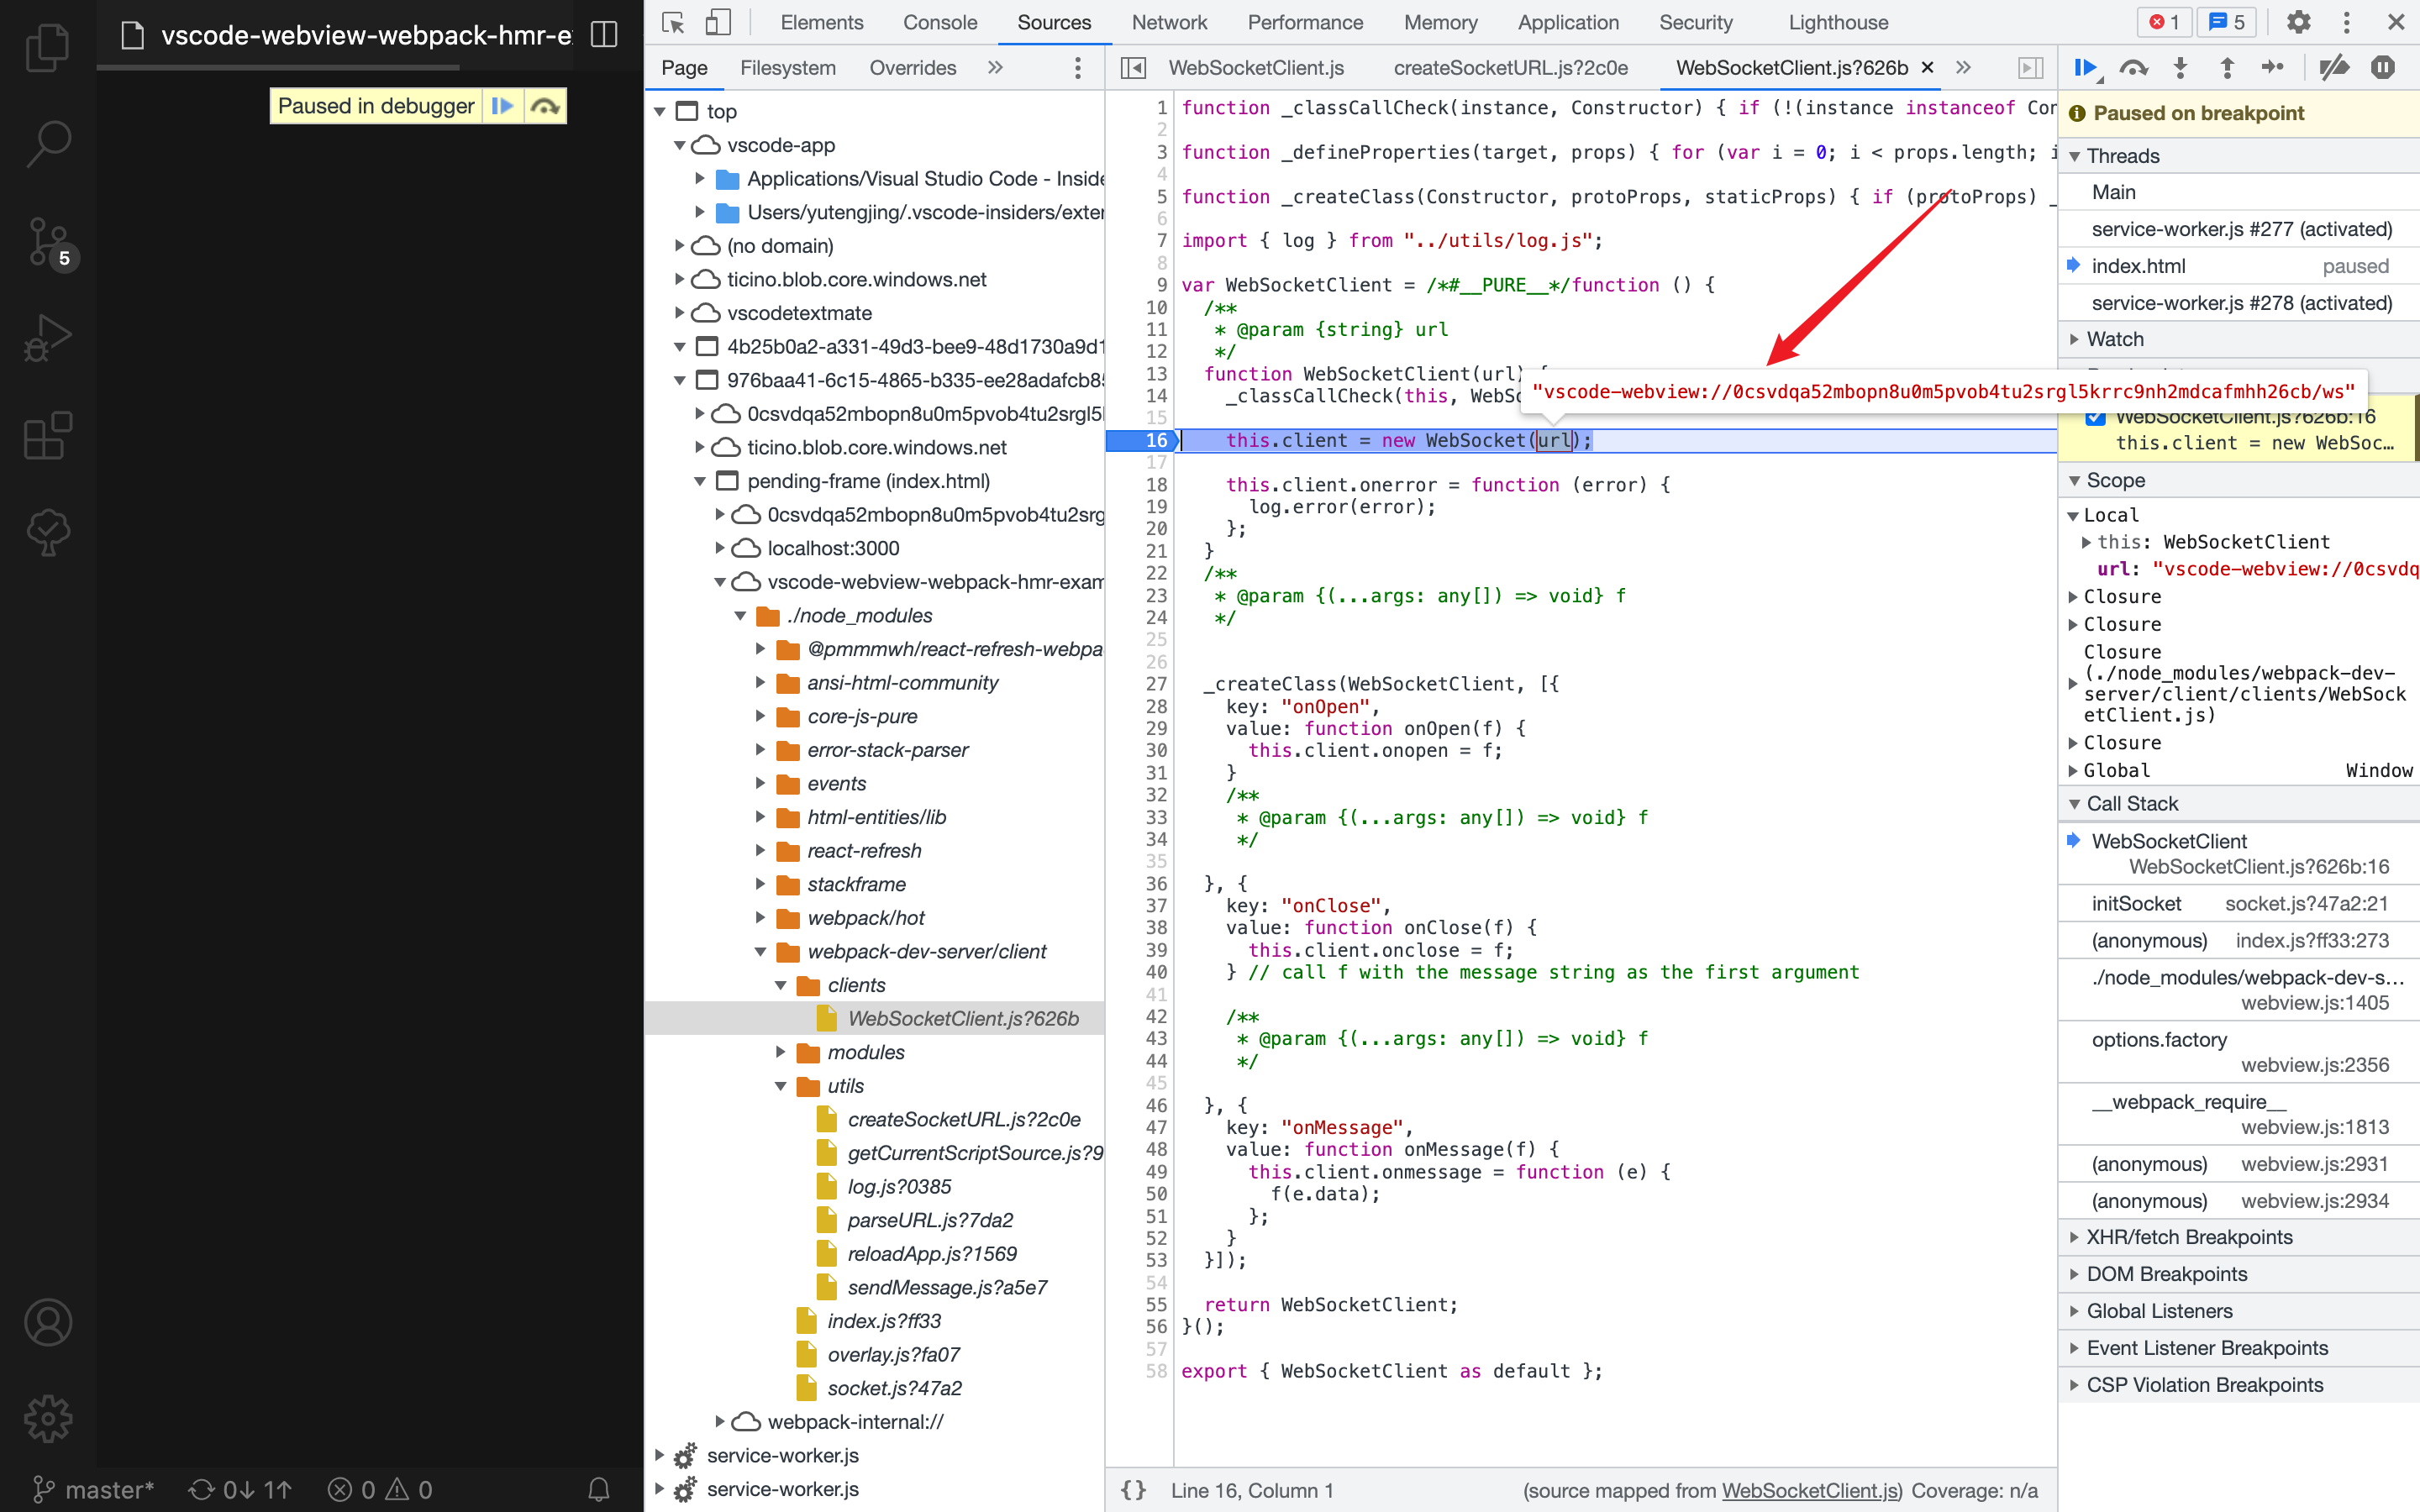 vscode-webview-webpack-hmr-ex
Paused in debugger
5
master*
0↓ 1↑
0
0
Elements
Console
Sources
Network
Performance
Memory
Application
Security
Lighthouse
1
5
Page
Filesystem
Overrides
»
top
vscode-app
Applications/Visual Studio Code - Inside
Users/yutengjing/.vscode-insiders/exter
(no domain)
ticino.blob.core.windows.net
vscodetextmate
4b25b0a2-a331-49d3-bee9-48d1730a9d1
976baa41-6c15-4865-b335-ee28adafcb85
0csvdqa52mbopn8u0m5pvob4tu2srgl5
ticino.blob.core.windows.net
pending-frame (index.html)
0csvdqa52mbopn8u0m5pvob4tu2srg
localhost:3000
vscode-webview-webpack-hmr-exam
./node_modules
@pmmmwh/react-refresh-webpa
ansi-html-community
core-js-pure
error-stack-parser
events
html-entities/lib
react-refresh
stackframe
webpack/hot
webpack-dev-server/client
clients
WebSocketClient.js?626b
modules
utils
createSocketURL.js?2c0e
getCurrentScriptSource.js?9
log.js?0385
parseURL.js?7da2
reloadApp.js?1569
sendMessage.js?a5e7
index.js?ff33
overlay.js?fa07
socket.js?47a2
webpack-internal://
service-worker.js
service-worker.js
WebSocketClient.js
createSocketURL.js?2c0e
WebSocketClient.js?626b ×
»
1 function _classCallCheck(instance, Constructor) { if (!(instance instanceof Con
2
3 function _defineProperties(target, props) { for (var i = 0; i < props.length; i
4
5 function _createClass(Constructor, protoProps, staticProps) { if (protoProps) _
6
7 import { log } from "../utils/log.js";
8
9 var WebSocketClient = /*#__PURE__*/function () {
10 /**
11 * @param {string} url
12 */
13 function WebSocketClient(url) {
14 _classCallCheck(this, WebSo
"vscode-webview://0csvdqa52mbopn8u0m5pvob4tu2srgl5krrc9nh2mdcafmhh26cb/ws"
15
16 this.client = new WebSocket(url);
17
18 this.client.onerror = function (error) {
19 log.error(error);
20 };
21 }
22 /**
23 * @param {(...args: any[]) => void} f
24 */
25
26
27 _createClass(WebSocketClient, [{
28 key: "onOpen",
29 value: function onOpen(f) {
30 this.client.onopen = f;
31 }
32 /**
33 * @param {(...args: any[]) => void} f
34 */
35
36 }, {
37 key: "onClose",
38 value: function onClose(f) {
39 this.client.onclose = f;
40 } // call f with the message string as the first argument
41
42 /**
43 * @param {(...args: any[]) => void} f
44 */
45
46 }, {
47 key: "onMessage",
48 value: function onMessage(f) {
49 this.client.onmessage = function (e) {
50 f(e.data);
51 };
52 }
53 }]);
54
55 return WebSocketClient;
56 }();
57
58 export { WebSocketClient as default };
{} Line 16, Column 1
(source mapped from WebSocketClient.js) Coverage: n/a
Paused on breakpoint
Threads
Main
service-worker.js #277 (activated)
index.html paused
service-worker.js #278 (activated)
Watch
WebSocketClient.js?626b:16
this.client = new WebSoc…
Scope
Local
this: WebSocketClient
url: "vscode-webview://0csvdq
Closure
Closure
Closure
(./node_modules/webpack-dev-
server/client/clients/WebSock
etClient.js)
Closure
Global Window
Call Stack
WebSocketClient
WebSocketClient.js?626b:16
initSocket socket.js?47a2:21
(anonymous) index.js?ff33:273
./node_modules/webpack-dev-s…
webview.js:1405
options.factory
webview.js:2356
__webpack_require__
webview.js:1813
(anonymous) webview.js:2931
(anonymous) webview.js:2934
XHR/fetch Breakpoints
DOM Breakpoints
Global Listeners
Event Listener Breakpoints
CSP Violation Breakpoints